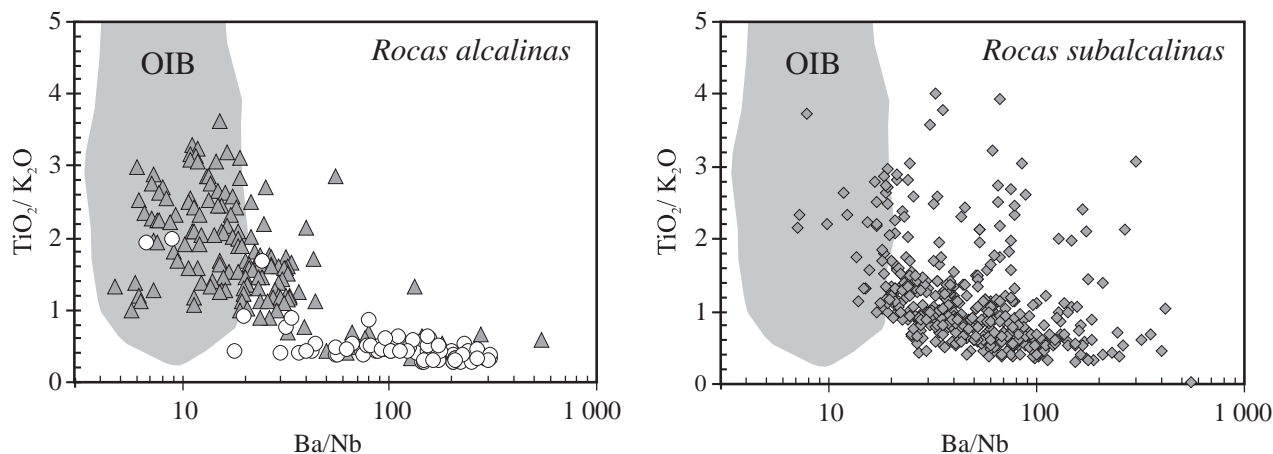 5
4
3
2
1
0
TiO₂/ K₂O
OIB
Rocas alcalinas
10
100
1 000
Ba/Nb
5
4
3
2
1
0
TiO₂/ K₂O
OIB
Rocas subalcalinas
10
100
1 000
Ba/Nb